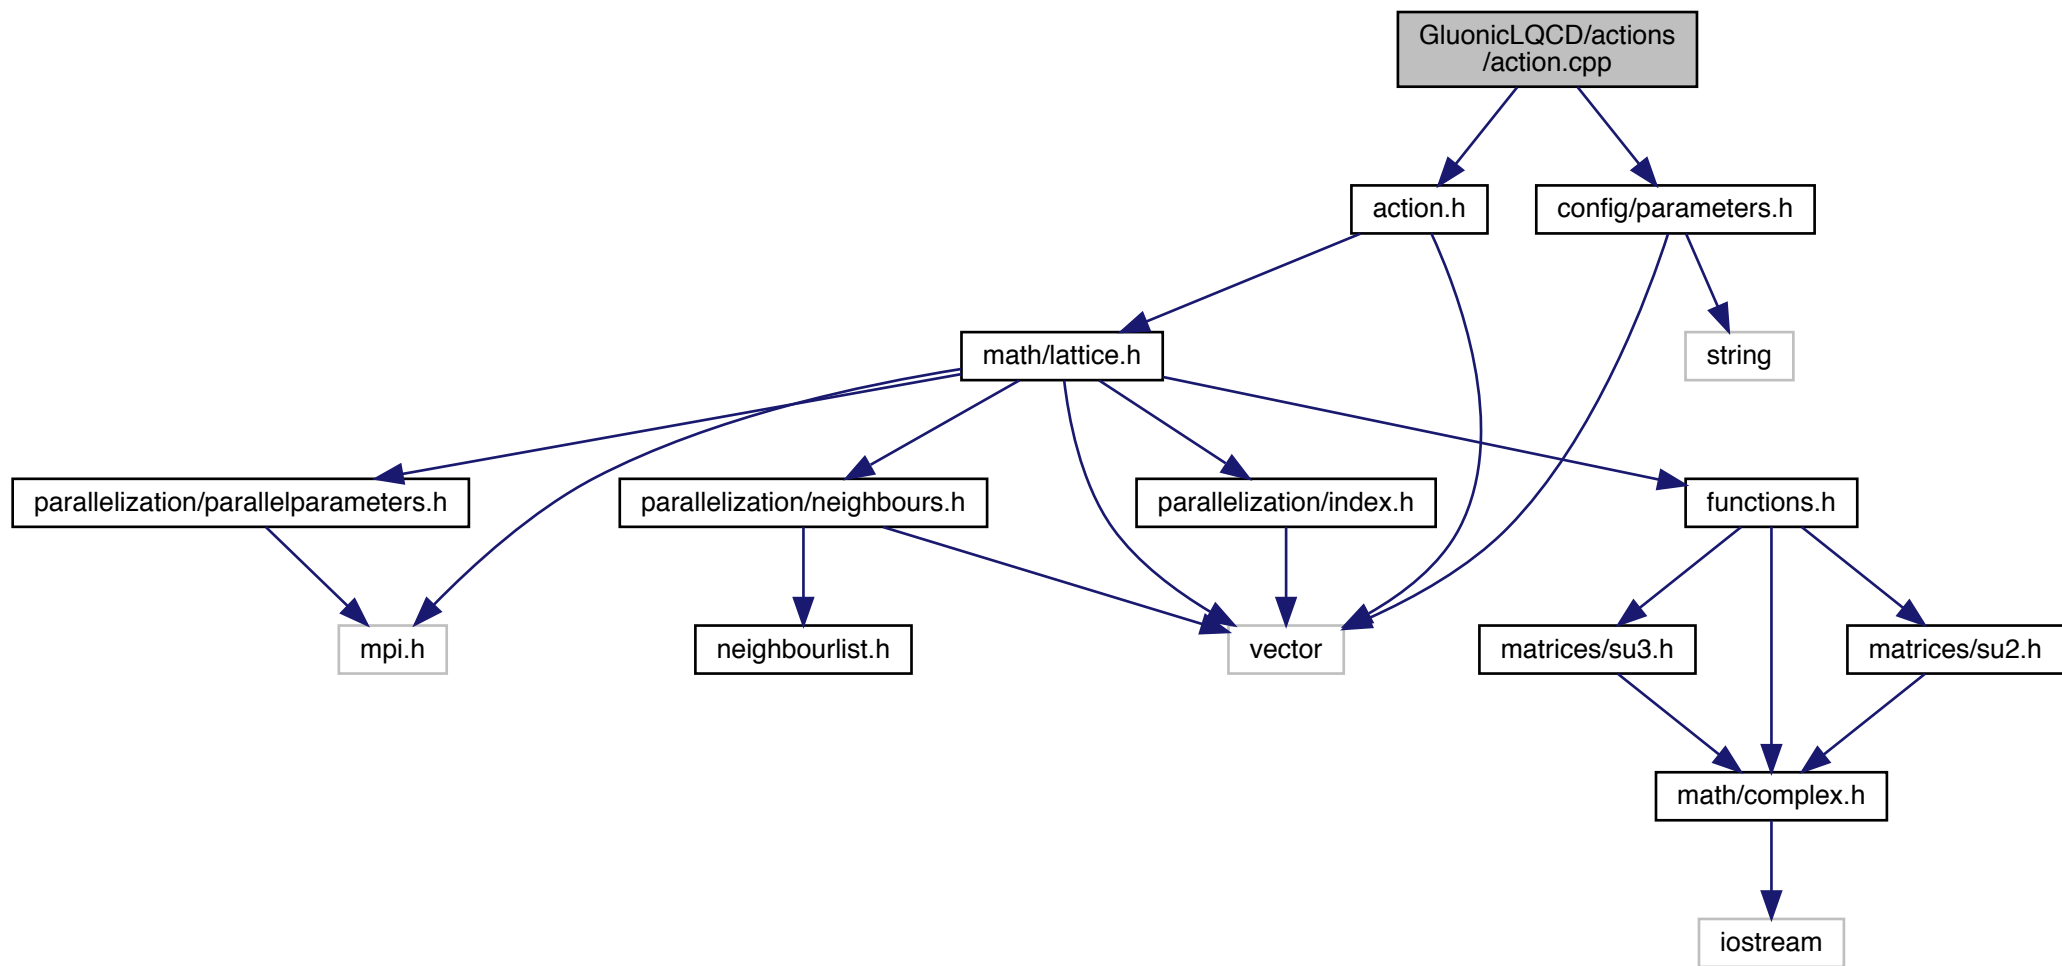 GluonicLQCD/actions
/action.cpp
action.h
config/parameters.h
math/lattice.h
string
parallelization/parallelparameters.h
parallelization/neighbours.h
parallelization/index.h
functions.h
mpi.h
neighbourlist.h
vector
matrices/su3.h
matrices/su2.h
math/complex.h
iostream